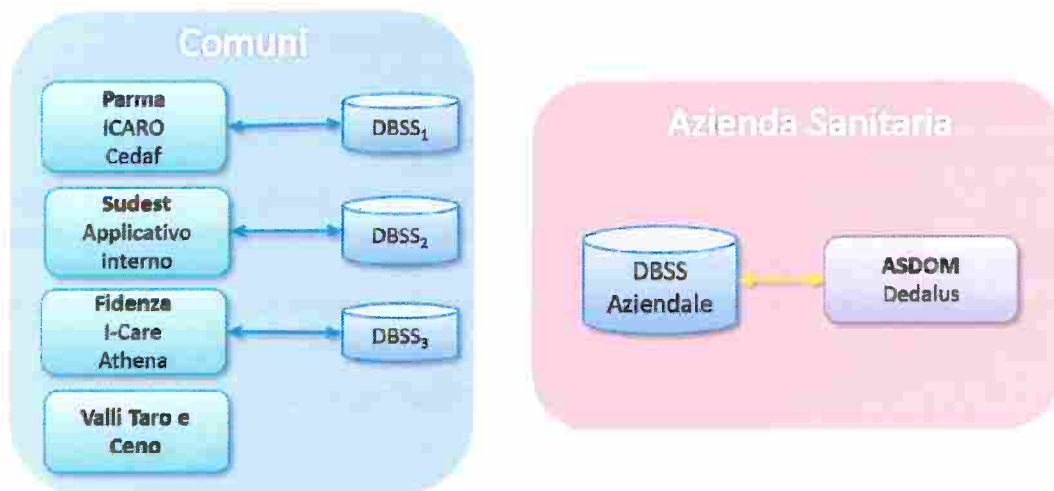 Comuni
Parma
ICARO
Cedaf
DBSS₁
Sudest
Applicativo
interno
DBSS₂
Fidenza
I-Care
Athena
DBSS₃
Valli Taro e
Ceno
Azienda Sanitaria
DBSS
Aziendale
ASDOM
Dedalus